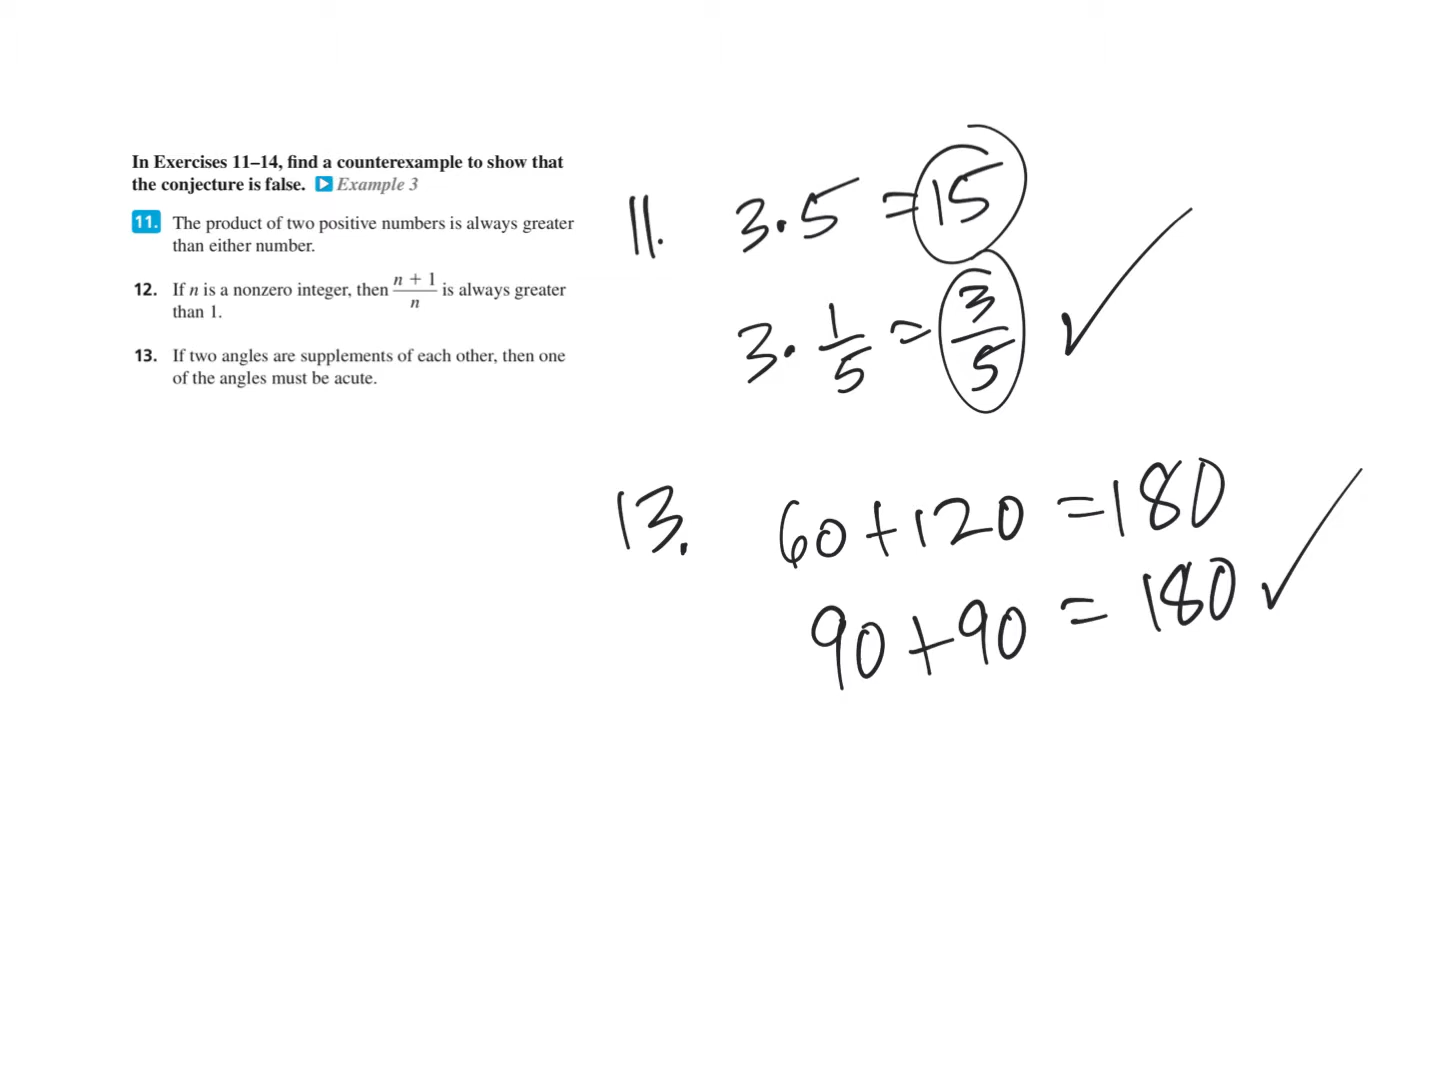 In Exercises 11–14, find a counterexample to show that
the conjecture is false. ▶ Example 3
11. The product of two positive numbers is always greater
than either number.
12. If n is a nonzero integer, then (n + 1)/n is always greater
than 1.
13. If two angles are supplements of each other, then one
of the angles must be acute.
11. 3·5 = 15
3·1/5 = 3/5 ✓
13. 60+120 = 180
90+90 = 180 ✓